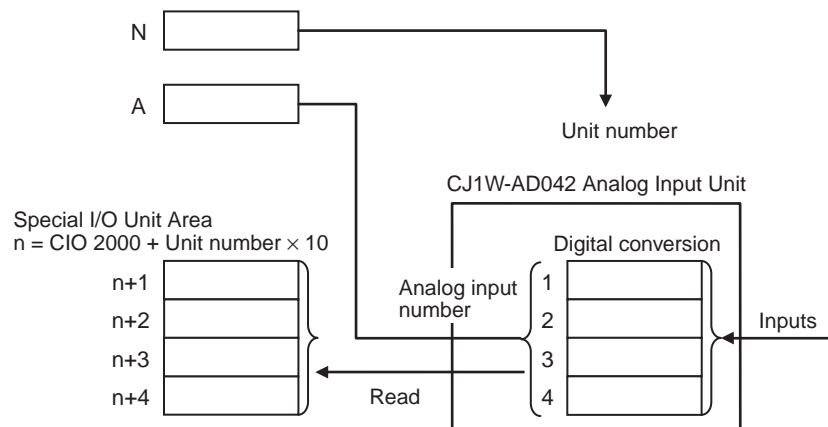 N
A
Unit number
CJ1W-AD042 Analog Input Unit
Special I/O Unit Area
n = CIO 2000 + Unit number × 10
Digital conversion
n+1
n+2
n+3
n+4
Analog input
number
1
2
3
4
Inputs
Read